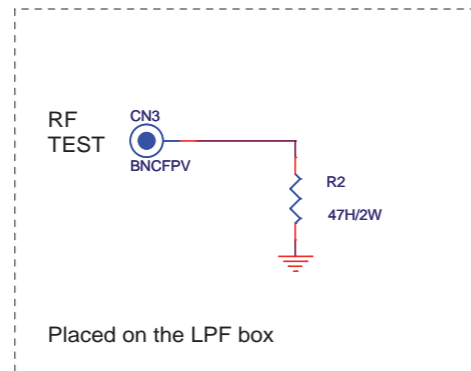 RF
TEST
CN3
BNCFPV
R2
47H/2W
Placed on the LPF box